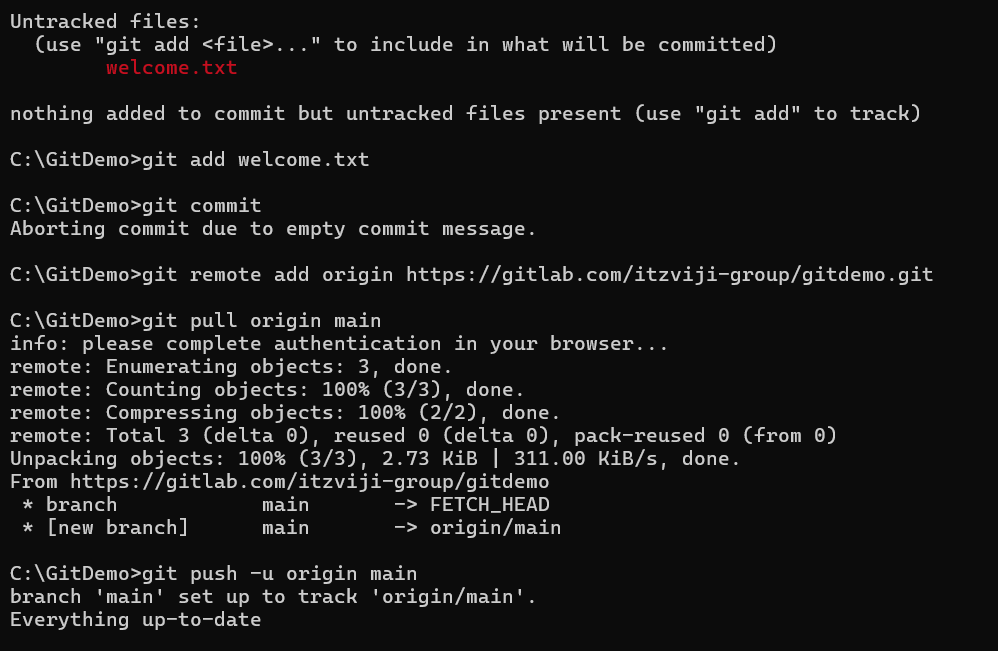 Untracked files:
  (use "git add <file>..." to include in what will be committed)
        welcome.txt

nothing added to commit but untracked files present (use "git add" to track)

C:\GitDemo>git add welcome.txt

C:\GitDemo>git commit
Aborting commit due to empty commit message.

C:\GitDemo>git remote add origin https://gitlab.com/itzviji-group/gitdemo.git

C:\GitDemo>git pull origin main
info: please complete authentication in your browser...
remote: Enumerating objects: 3, done.
remote: Counting objects: 100% (3/3), done.
remote: Compressing objects: 100% (2/2), done.
remote: Total 3 (delta 0), reused 0 (delta 0), pack-reused 0 (from 0)
Unpacking objects: 100% (3/3), 2.73 KiB | 311.00 KiB/s, done.
From https://gitlab.com/itzviji-group/gitdemo
 * branch            main       -> FETCH_HEAD
 * [new branch]      main       -> origin/main

C:\GitDemo>git push -u origin main
branch 'main' set up to track 'origin/main'.
Everything up-to-date